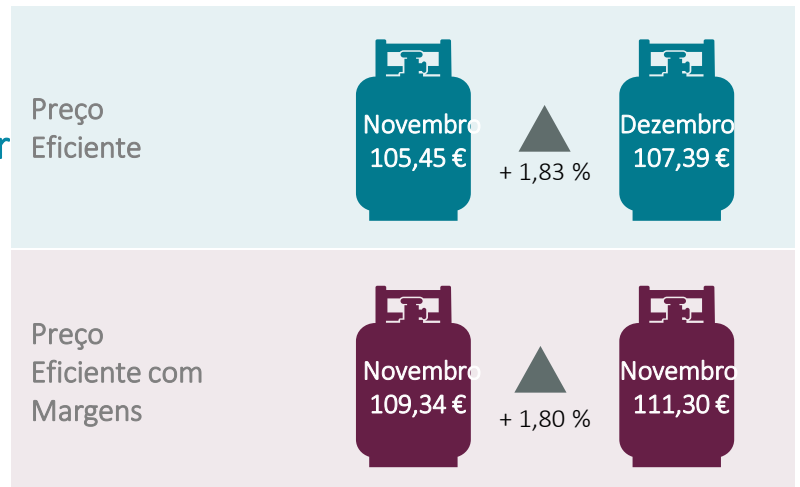 Preço
Eficiente
r
Novembro
105,45 €
+ 1,83 %
Dezembro
107,39 €
Preço
Eficiente com
Margens
Novembro
109,34 €
+ 1,80 %
Novembro
111,30 €